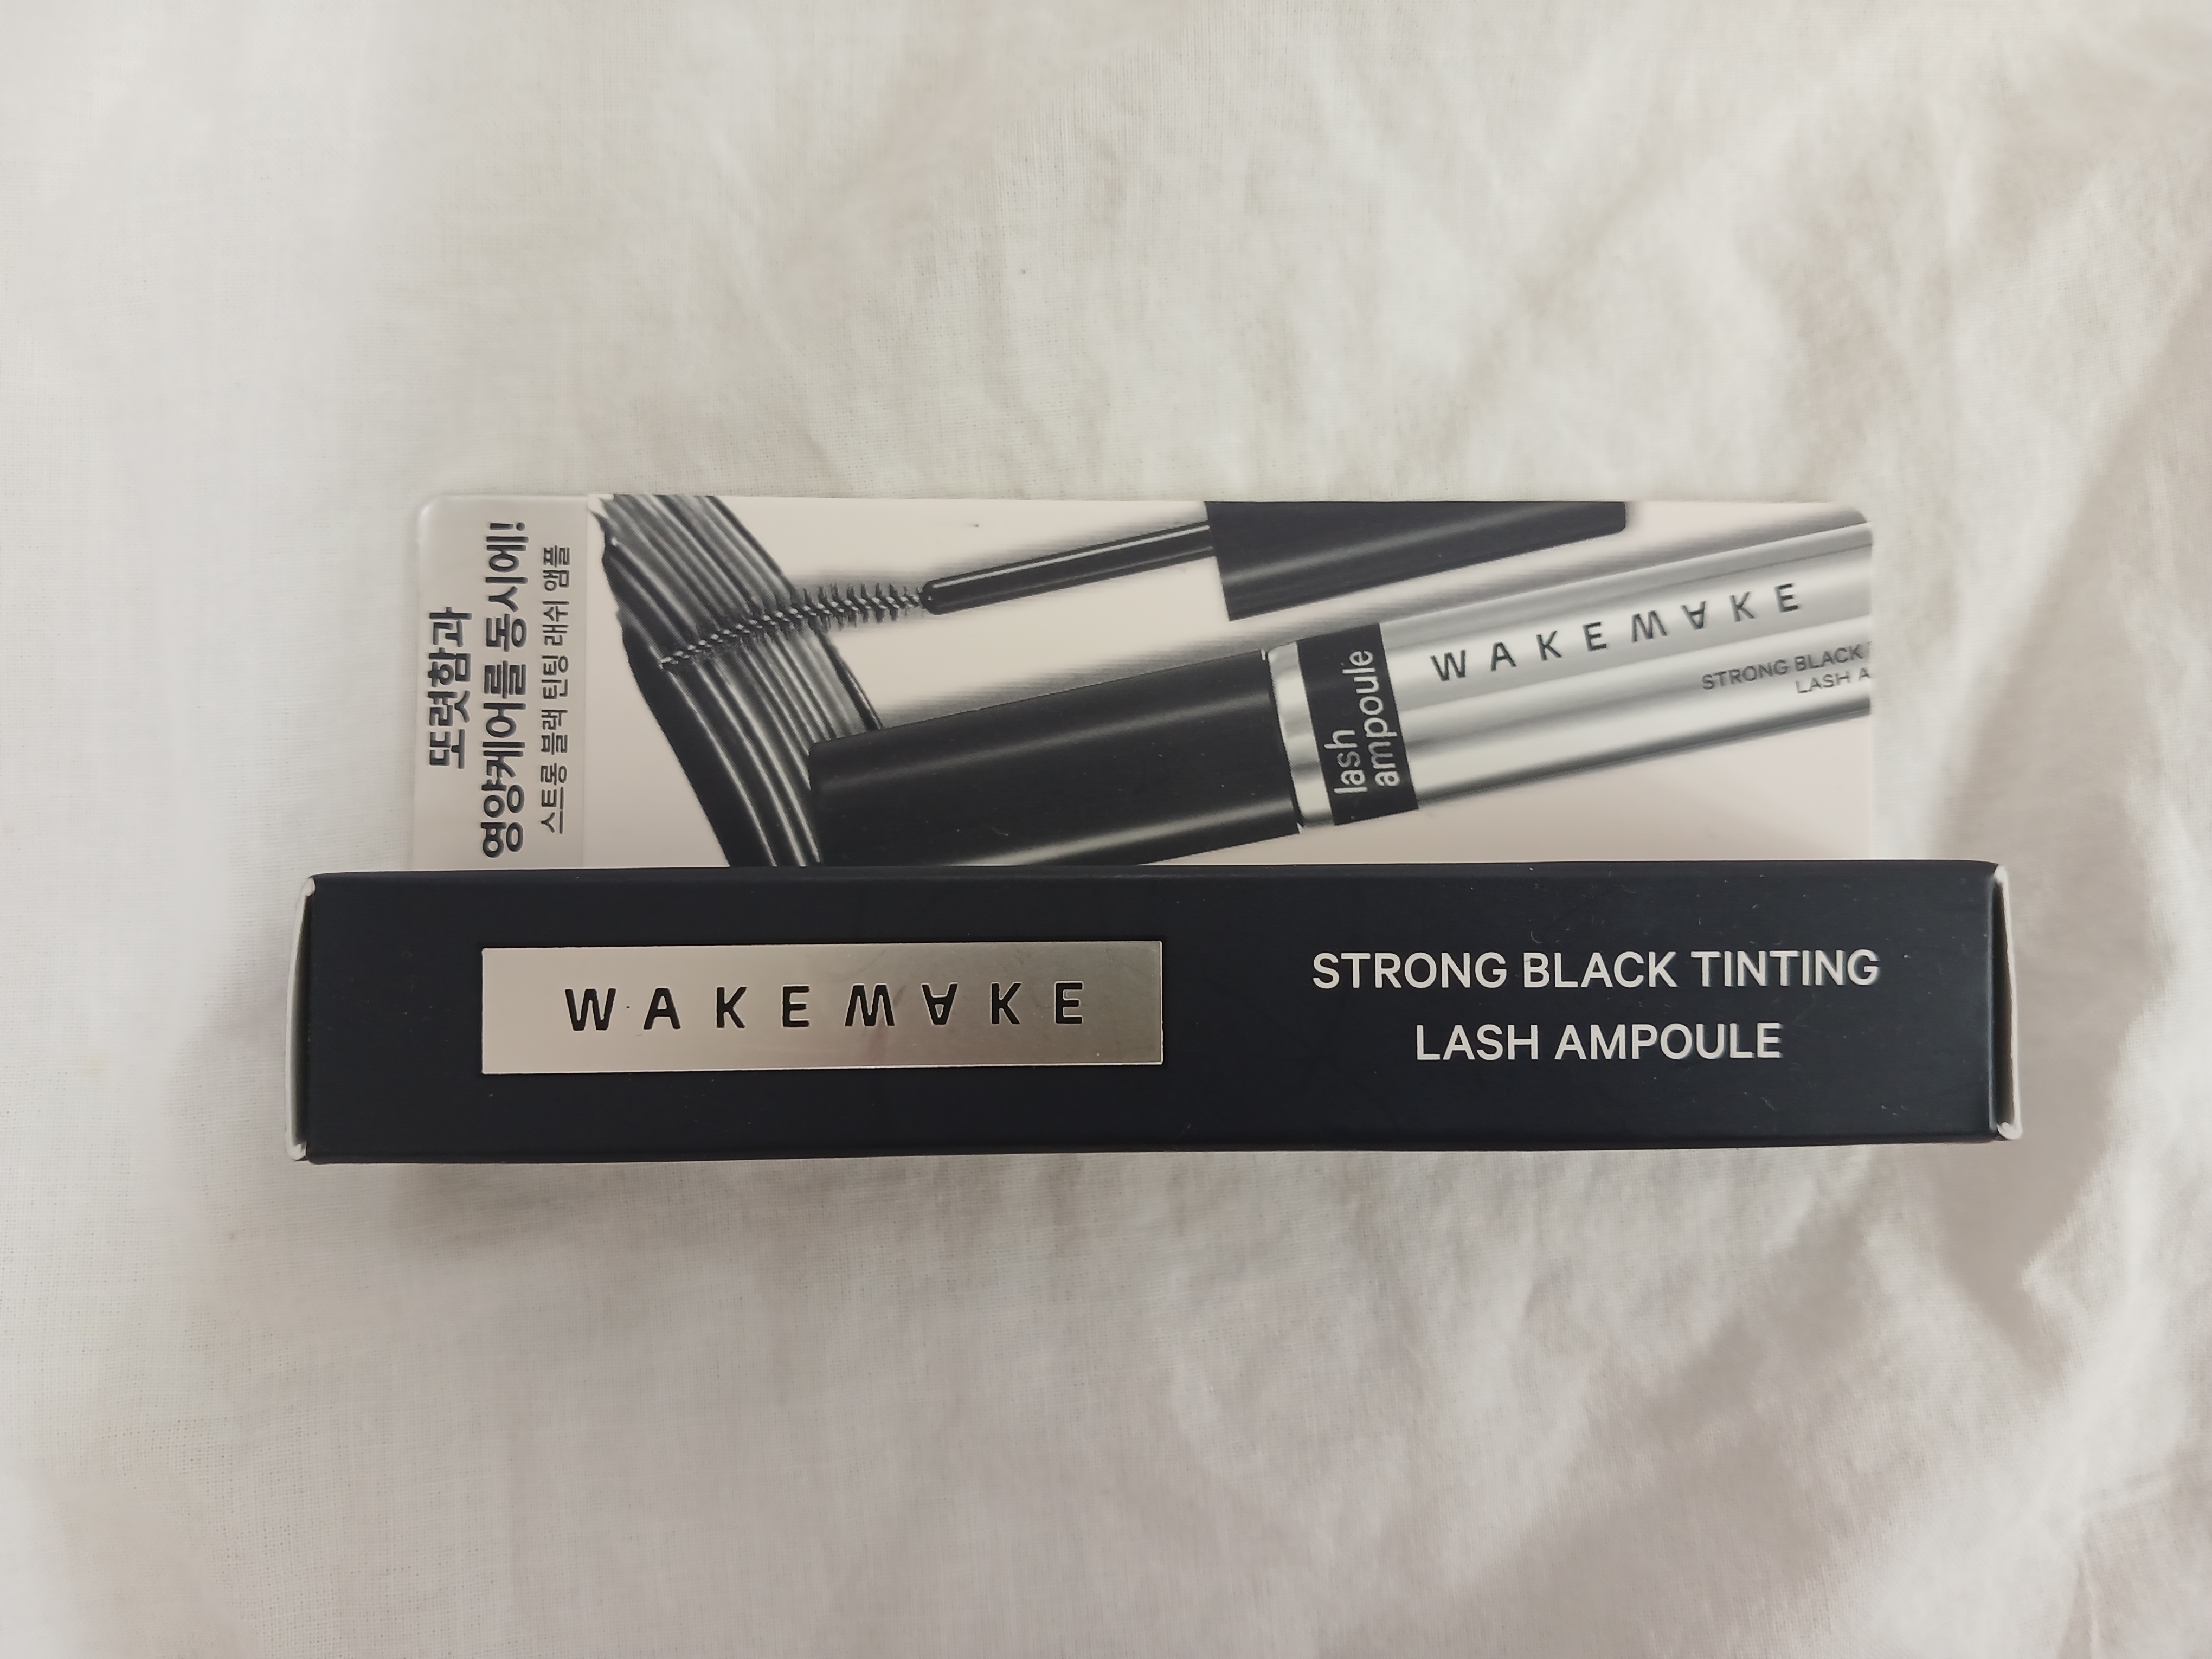 또렷함과
영양케어를 동시에!
스트롱 블랙 틴팅 래쉬 앰플
lash
ampoule
WAKEMAKE
STRONG BLACK
LASH A
WAKEMAKE
STRONG BLACK TINTING
LASH AMPOULE